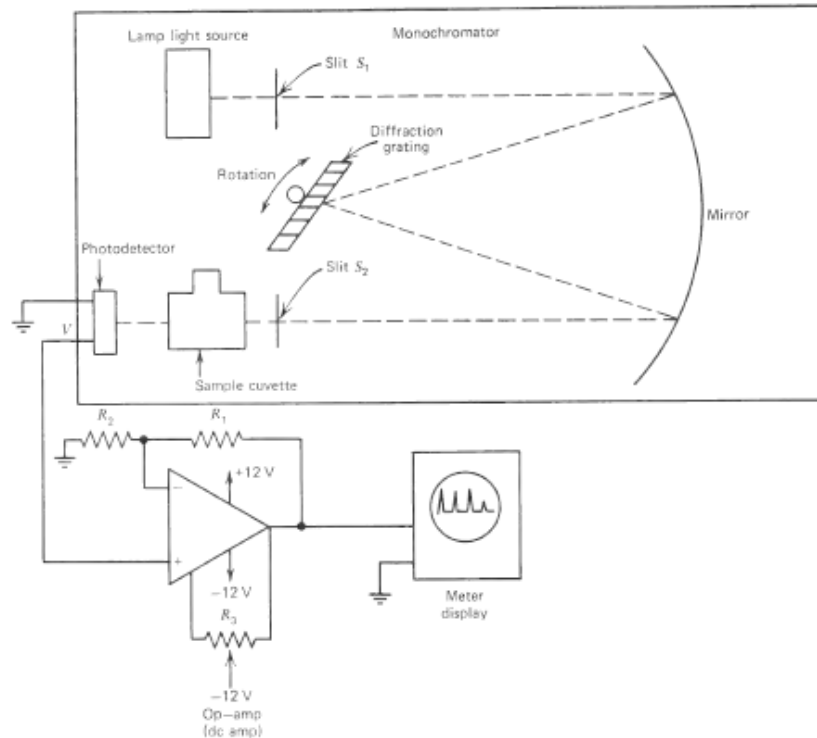 Lamp light source
Monochromator
Slit S₁
Diffraction
grating
Rotation
Mirror
Photodetector
Slit S₂
V
Sample cuvette
R₂
R₁
+12 V
−
+
−12 V
R₃
Meter
display
−12 V
Op–amp
(dc amp)